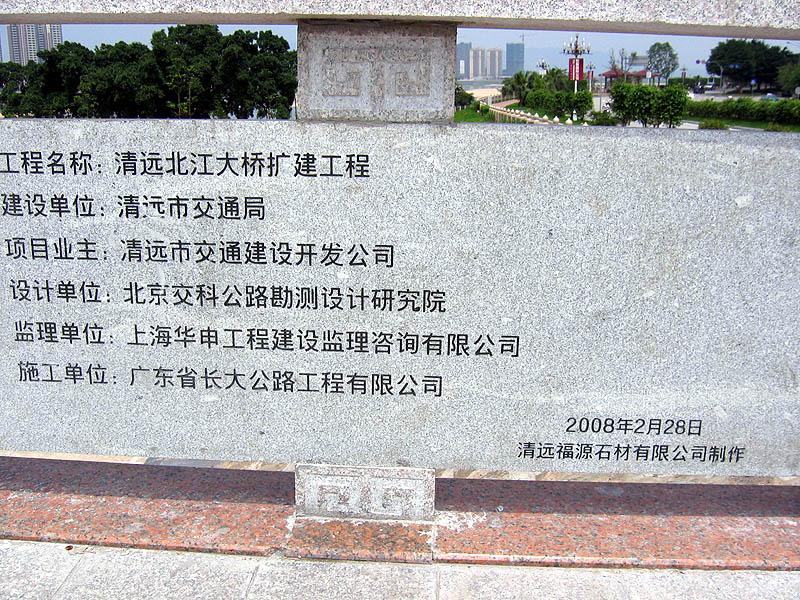 工程名称：清远北江大桥扩建工程
建设单位：清远市交通局
项目业主：清远市交通建设开发公司
设计单位：北京交科公路勘测设计研究院
监理单位：上海华申工程建设监理咨询有限公司
施工单位：广东省长大公路工程有限公司
2008年2月28日
清远福源石材有限公司制作